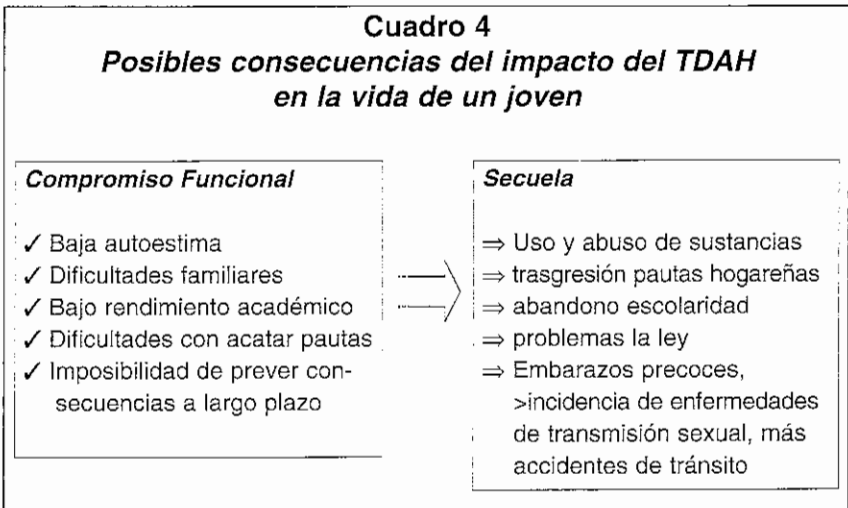 Cuadro 4
Posibles consecuencias del impacto del TDAH
en la vida de un joven
Compromiso Funcional
✓ Baja autoestima
✓ Dificultades familiares
✓ Bajo rendimiento académico
✓ Dificultades con acatar pautas
✓ Imposibilidad de prever con-
secuencias a largo plazo
Secuela
⇒ Uso y abuso de sustancias
⇒ trasgresión pautas hogareñas
⇒ abandono escolaridad
⇒ problemas la ley
⇒ Embarazos precoces,
>incidencia de enfermedades
de transmisión sexual, más
accidentes de tránsito